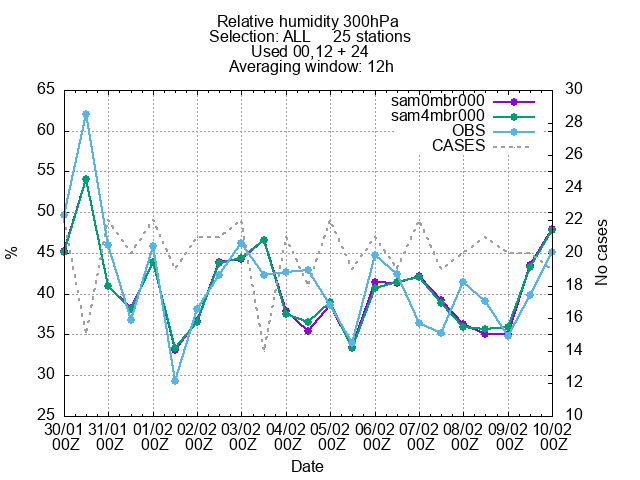 Relative humidity 300hPa
Selection: ALL 25 stations
Used 00,12 + 24
Averaging window: 12h
sam0mbr000
sam4mbr000
OBS
CASES
%
65
60
55
50
45
40
35
30
25
No cases
30
28
26
24
22
20
18
16
14
12
10
30/01 31/01 01/02 02/02 03/02 04/02 05/02 06/02 07/02 08/02 09/02 10/02
00Z 00Z 00Z 00Z 00Z 00Z 00Z 00Z 00Z 00Z 00Z 00Z
Date